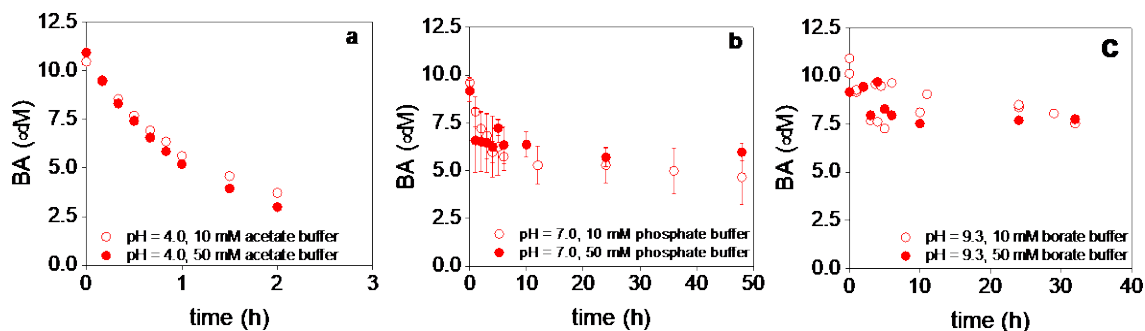 a
BA (∝M)
12.5
10.0
7.5
5.0
2.5
0.0
pH = 4.0, 10 mM acetate buffer
pH = 4.0, 50 mM acetate buffer
0 1 2 3
time (h)
b
BA (∝M)
12.5
10.0
7.5
5.0
2.5
0.0
pH = 7.0, 10 mM phosphate buffer
pH = 7.0, 50 mM phosphate buffer
0 10 20 30 40 50
time (h)
c
BA (∝M)
12.5
10.0
7.5
5.0
2.5
0.0
pH = 9.3, 10 mM borate buffer
pH = 9.3, 50 mM borate buffer
0 10 20 30 40
time (h)